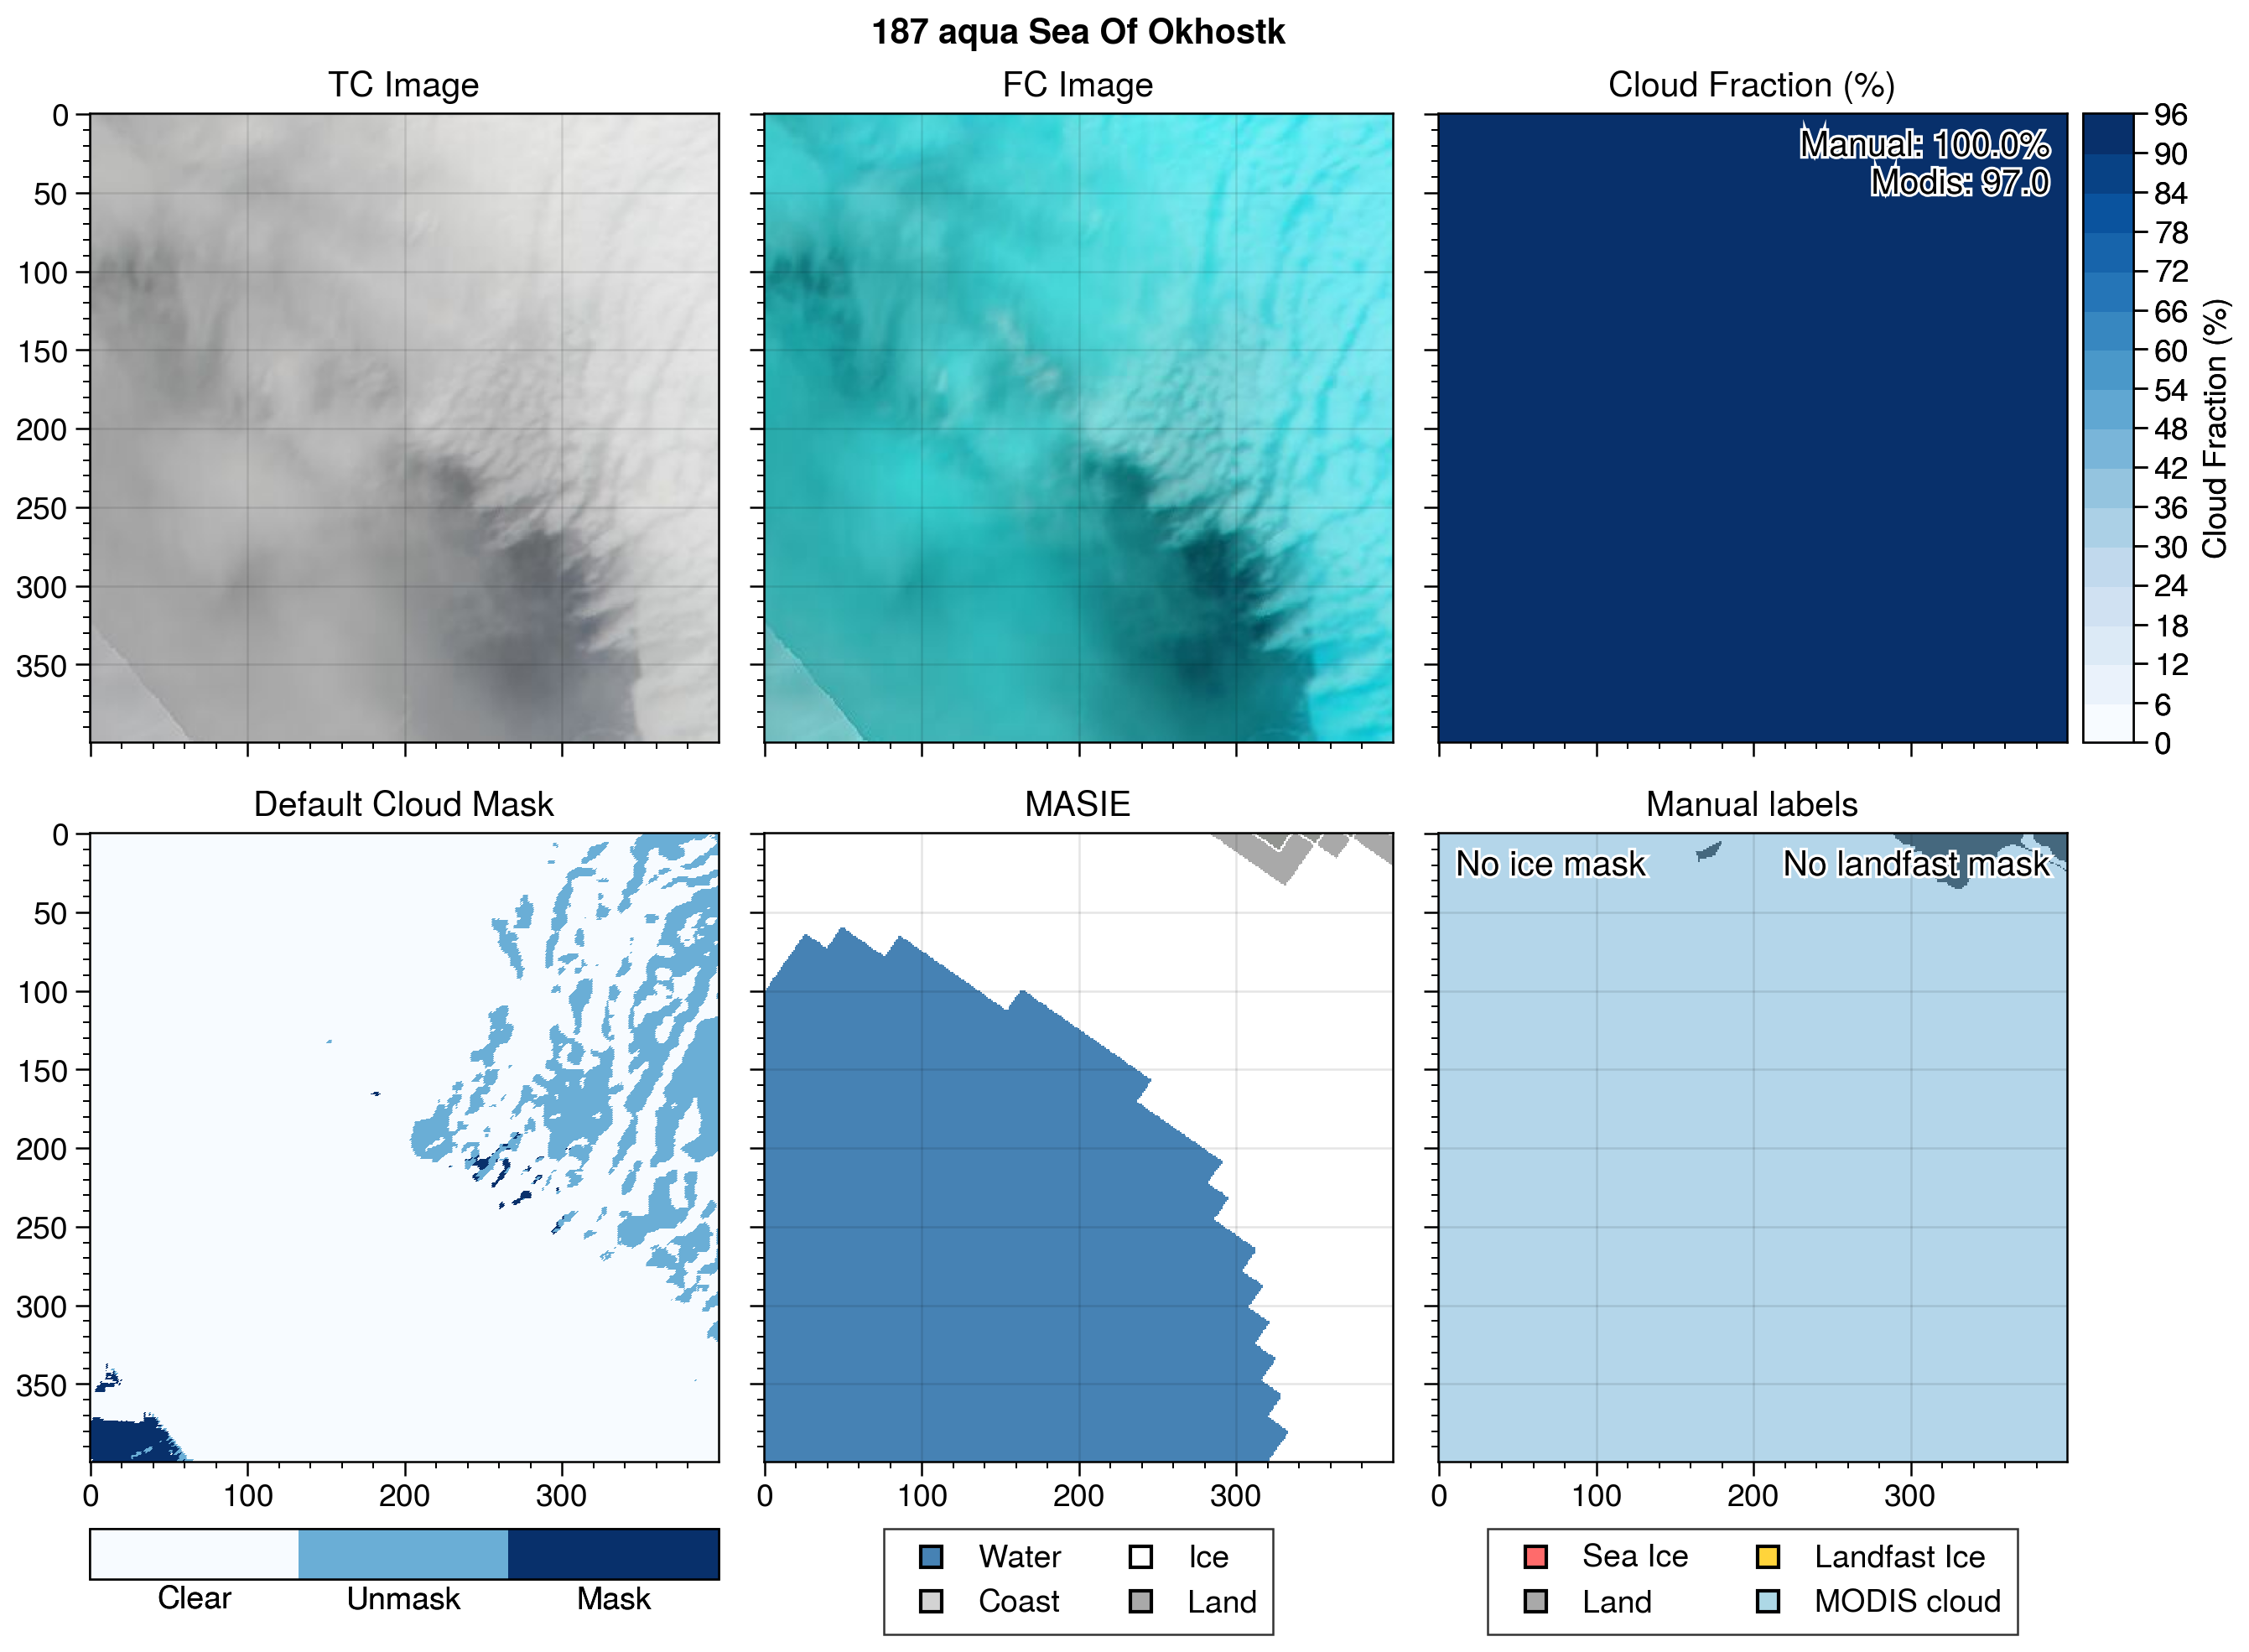 187 aqua Sea Of Okhostk
TC Image
FC Image
Cloud Fraction (%)
0
50
100
150
200
250
300
350
Manual: 100.0%
Modis: 97.0
96
90
84
78
72
66
60
54
48
42
36
30
24
18
12
6
0
Cloud Fraction (%)
Default Cloud Mask
MASIE
Manual labels
0
50
100
150
200
250
300
350
No ice mask
No landfast mask
0 100 200 300
0 100 200 300
0 100 200 300
Clear Unmask Mask
Water Ice
Coast Land
Sea Ice Landfast Ice
Land MODIS cloud